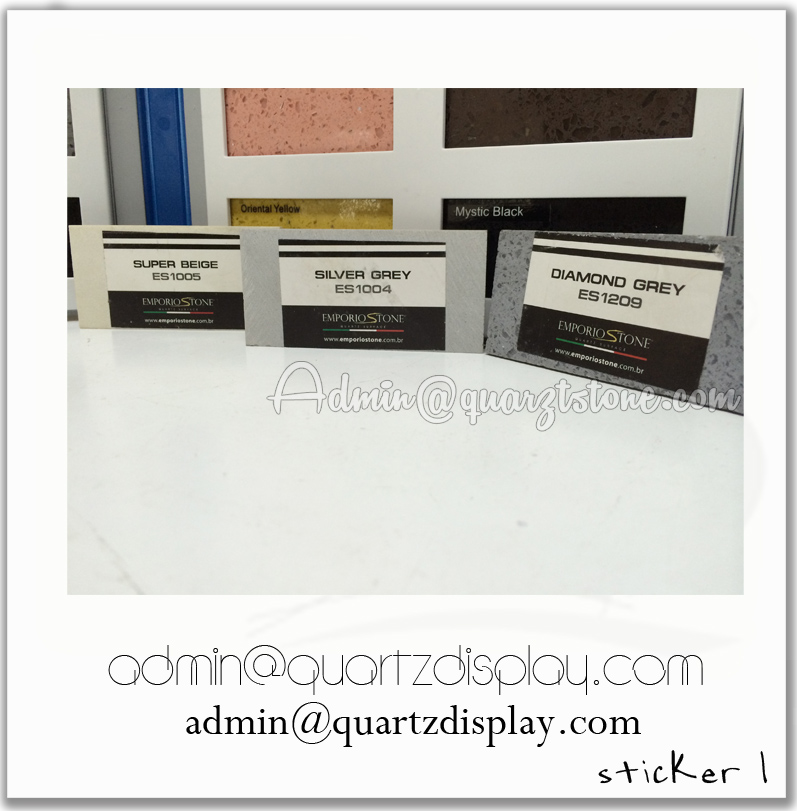 Oriental Yellow
Mystic Black
SUPER BEIGE
ES1005
EMPORIOSTONE
www.emporiostone.com.br
SILVER GREY
ES1004
EMPORIOSTONE
QUARTZ SURFACE
www.emporiostone.com.br
DIAMOND GREY
ES1209
EMPORIOSTONE
QUARTZ SURFACE
www.emporiostone.com.br
Admin@quarztstone.com
admin@quartzdisplay.com
admin@quartzdisplay.com
sticker 1